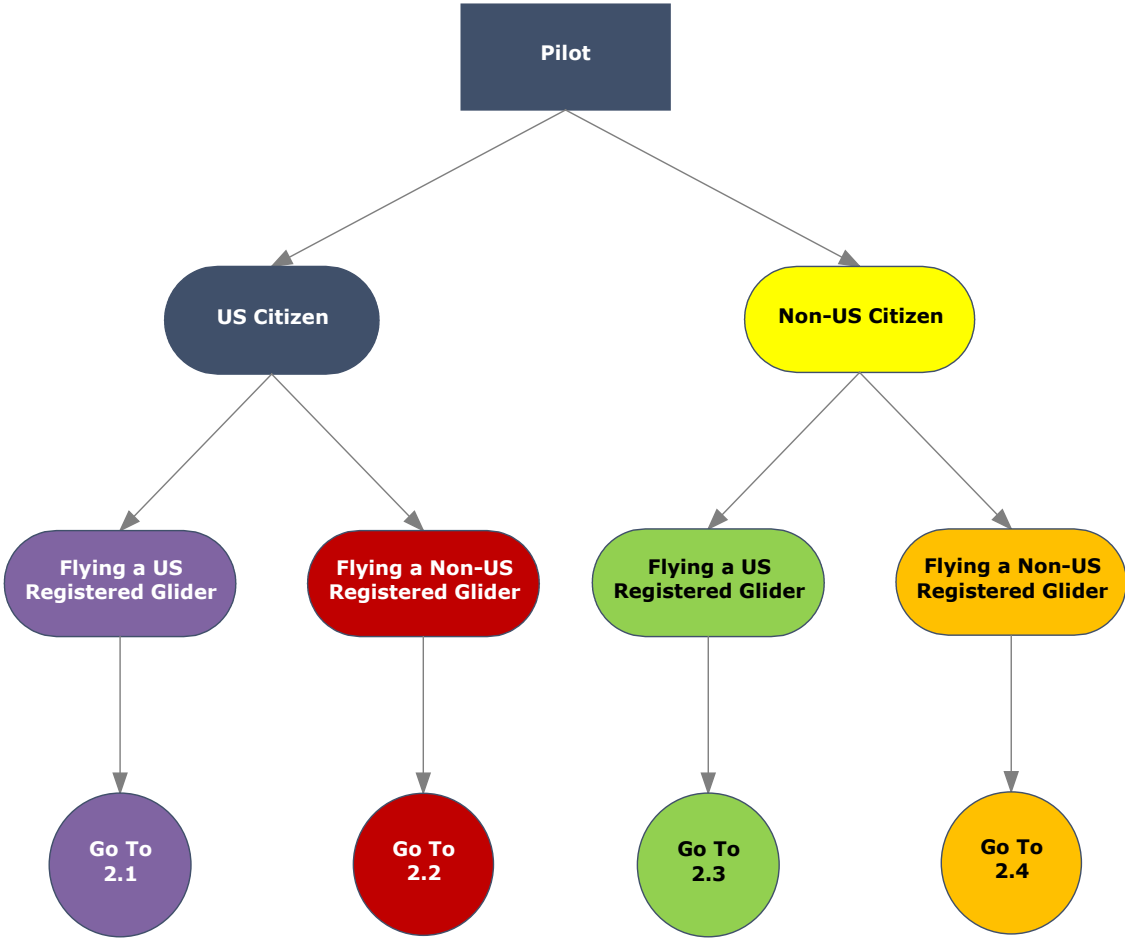 Pilot
US Citizen
Non-US Citizen
Flying a US
Registered Glider
Flying a Non-US
Registered Glider
Flying a US
Registered Glider
Flying a Non-US
Registered Glider
Go To
2.1
Go To
2.2
Go To
2.3
Go To
2.4